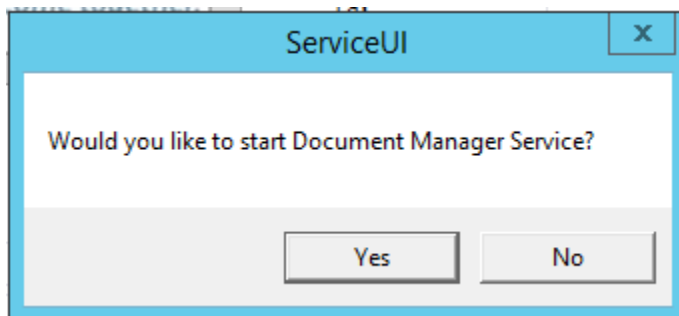 ServiceUI
x
Would you like to start Document Manager Service?
Yes
No